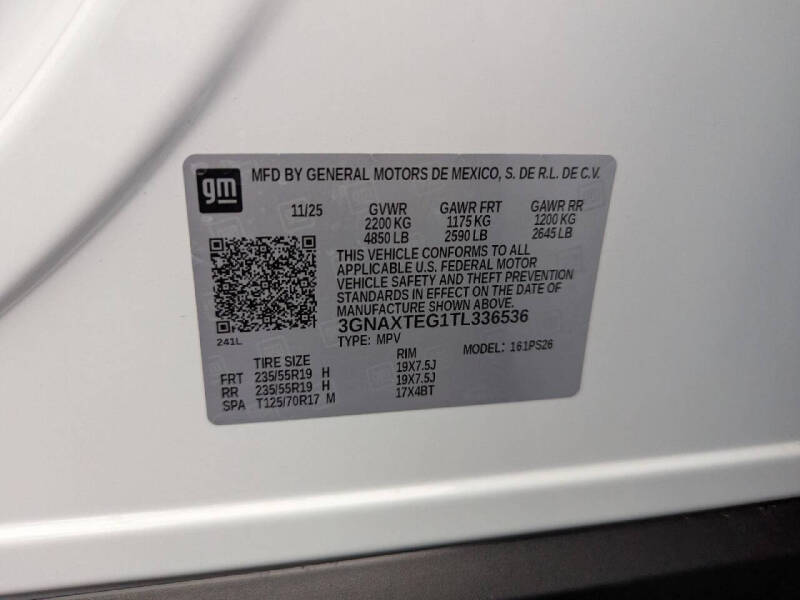 gm
MFD BY GENERAL MOTORS DE MEXICO, S. DE R.L. DE C.V.
11/25 GVWR GAWR FRT GAWR RR
2200 KG 1175 KG 1200 KG
4850 LB 2590 LB 2645 LB
THIS VEHICLE CONFORMS TO ALL
APPLICABLE U.S. FEDERAL MOTOR
VEHICLE SAFETY AND THEFT PREVENTION
STANDARDS IN EFFECT ON THE DATE OF
MANUFACTURE SHOWN ABOVE.
3GNAXTEG1TL336536
241L
TYPE: MPV MODEL: 161PS26
TIRE SIZE RIM
FRT 235/55R19 H 19X7.5J
RR 235/55R19 H 19X7.5J
SPA T125/70R17 M 17X4BT